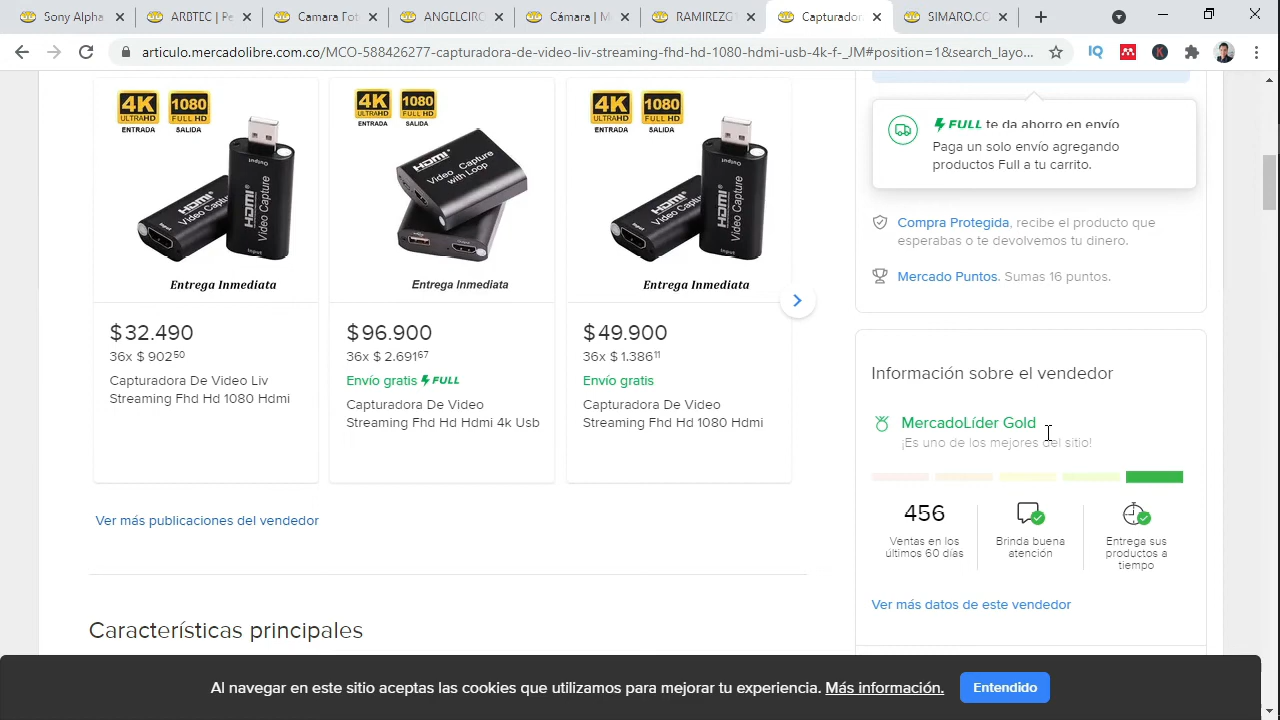 Sony Alpha
ARBTEC | Pe
Camara Fot
ANGELCIRC
Cámara | M
RAMIREZG1
Capturador
SIMARO.CO
articulo.mercadolibre.com.co/MCO-588426277-capturadora-de-video-liv-streaming-fhd-hd-1080-hdmi-usb-4k-f-_JM#position=1&search_layo...
4K 1080
ULTRAHD FULL HD
ENTRADA SALIDA
HDMI
Video Capture
Output
Input
Entrega Inmediata
$ 32.490
36x $ 902 50
Capturadora De Video Liv
Streaming Fhd Hd 1080 Hdmi
4K 1080
ULTRAHD FULL HD
ENTRADA SALIDA
HDMI
Video Capture
with Loop
Entrega Inmediata
$ 96.900
36x $ 2.691 67
Envío gratis FULL
Capturadora De Video
Streaming Fhd Hd Hdmi 4k Usb
4K 1080
ULTRAHD FULL HD
ENTRADA SALIDA
HDMI
Video Capture
Output
Input
Entrega Inmediata
$ 49.900
36x $ 1.386 11
Envío gratis
Capturadora De Video
Streaming Fhd Hd 1080 Hdmi
Ver más publicaciones del vendedor
Características principales
FULL te da ahorro en envío
Paga un solo envío agregando
productos Full a tu carrito.
Compra Protegida, recibe el producto que
esperabas o te devolvemos tu dinero.
Mercado Puntos. Sumas 16 puntos.
Información sobre el vendedor
MercadoLíder Gold
¡Es uno de los mejores del sitio!
456
Ventas en los
últimos 60 días
Brinda buena
atención
Entrega sus
productos a
tiempo
Ver más datos de este vendedor
Al navegar en este sitio aceptas las cookies que utilizamos para mejorar tu experiencia. Más información.
Entendido